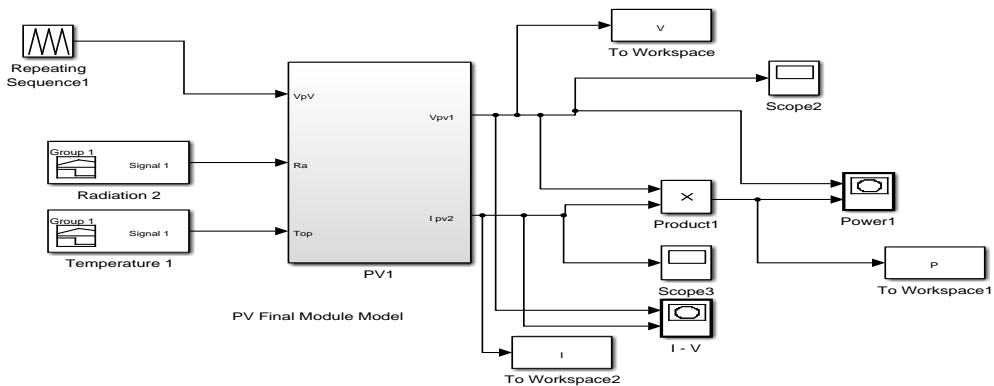 V
To Workspace
Repeating
Sequence1
VpV
Vpv1
Scope2
Group 1
Signal 1
Ra
Radiation 2
Group 1
Signal 1
Top
Temperature 1
I pv2
PV1
×
Product1
Power1
P
To Workspace1
Scope3
PV Final Module Model
I - V
I
To Workspace2